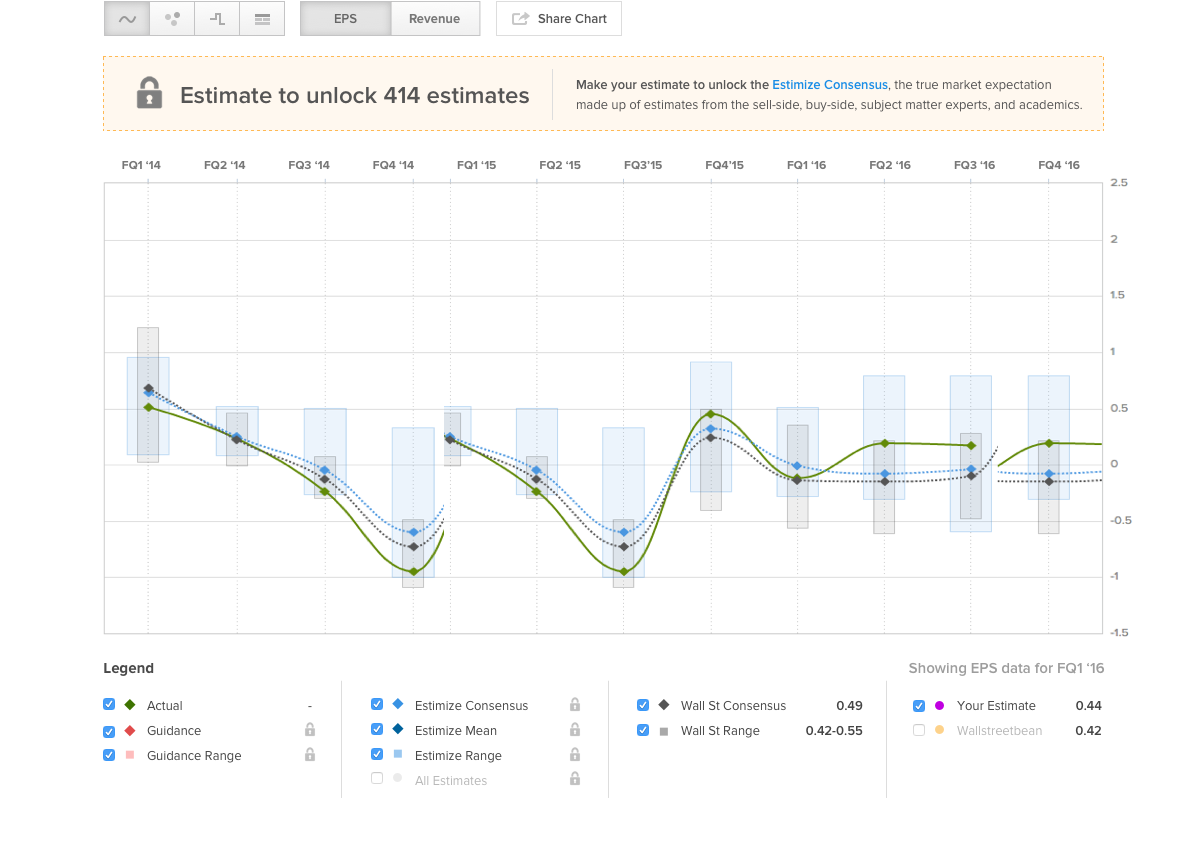 EPS Revenue Share Chart
Estimate to unlock 414 estimates
Make your estimate to unlock the Estimize Consensus, the true market expectation
made up of estimates from the sell-side, buy-side, subject matter experts, and academics.
FQ1 ‘14 FQ2 ‘14 FQ3 ‘14 FQ4 ‘14 FQ1 ‘15 FQ2 ‘15 FQ3'15 FQ4'15 FQ1 ‘16 FQ2 ‘16 FQ3 ‘16 FQ4 ‘16
2.5
2
1.5
1
0.5
0
-0.5
-1
-1.5
Legend
Showing EPS data for FQ1 ‘16
Actual -
Guidance
Guidance Range
Estimize Consensus
Estimize Mean
Estimize Range
All Estimates
Wall St Consensus 0.49
Wall St Range 0.42-0.55
Your Estimate 0.44
Wallstreetbean 0.42